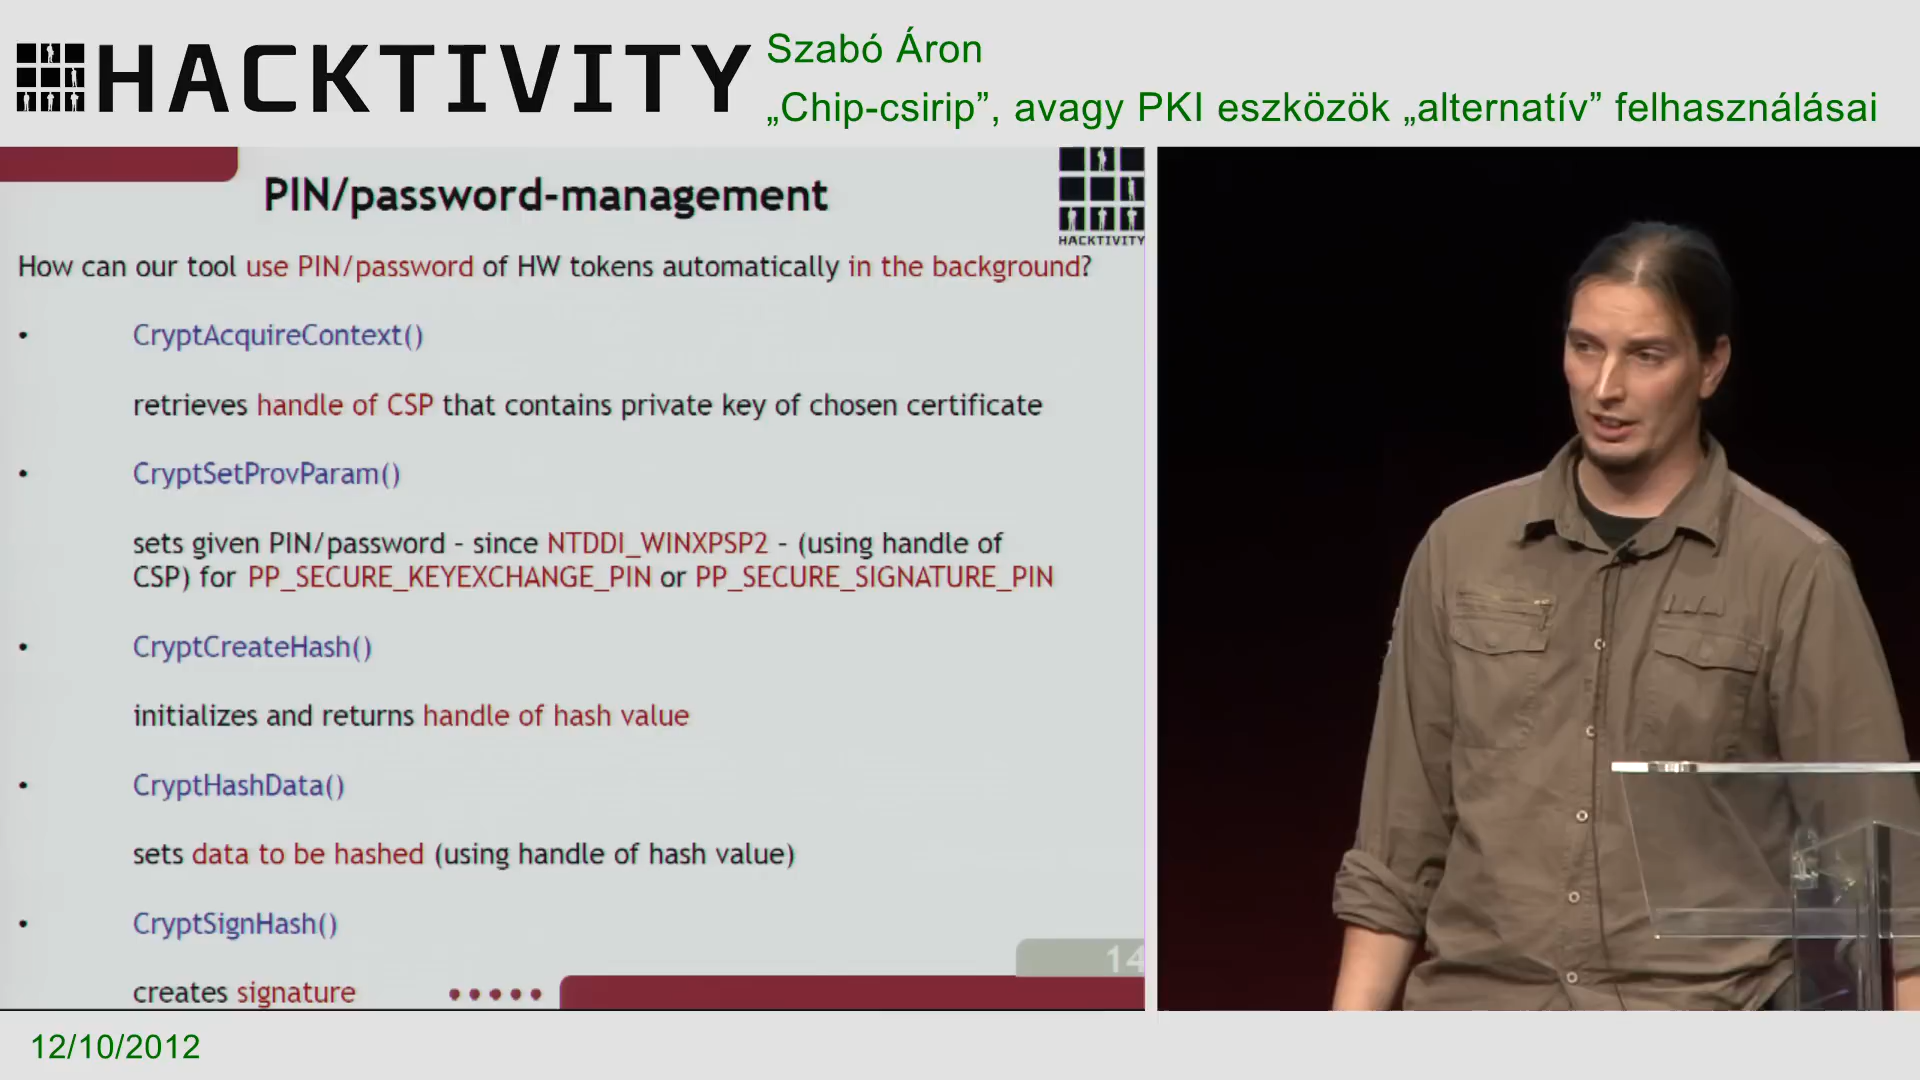 HACKTIVITY
Szabó Áron
„Chip-csirip”, avagy PKI eszközök „alternatív” felhasználásai
PIN/password-management
HACKTIVITY
How can our tool use PIN/password of HW tokens automatically in the background?
• CryptAcquireContext()
retrieves handle of CSP that contains private key of chosen certificate
• CryptSetProvParam()
sets given PIN/password – since NTDDI_WINXPSP2 – (using handle of
CSP) for PP_SECURE_KEYEXCHANGE_PIN or PP_SECURE_SIGNATURE_PIN
• CryptCreateHash()
initializes and returns handle of hash value
• CryptHashData()
sets data to be hashed (using handle of hash value)
• CryptSignHash()
creates signature
14
12/10/2012